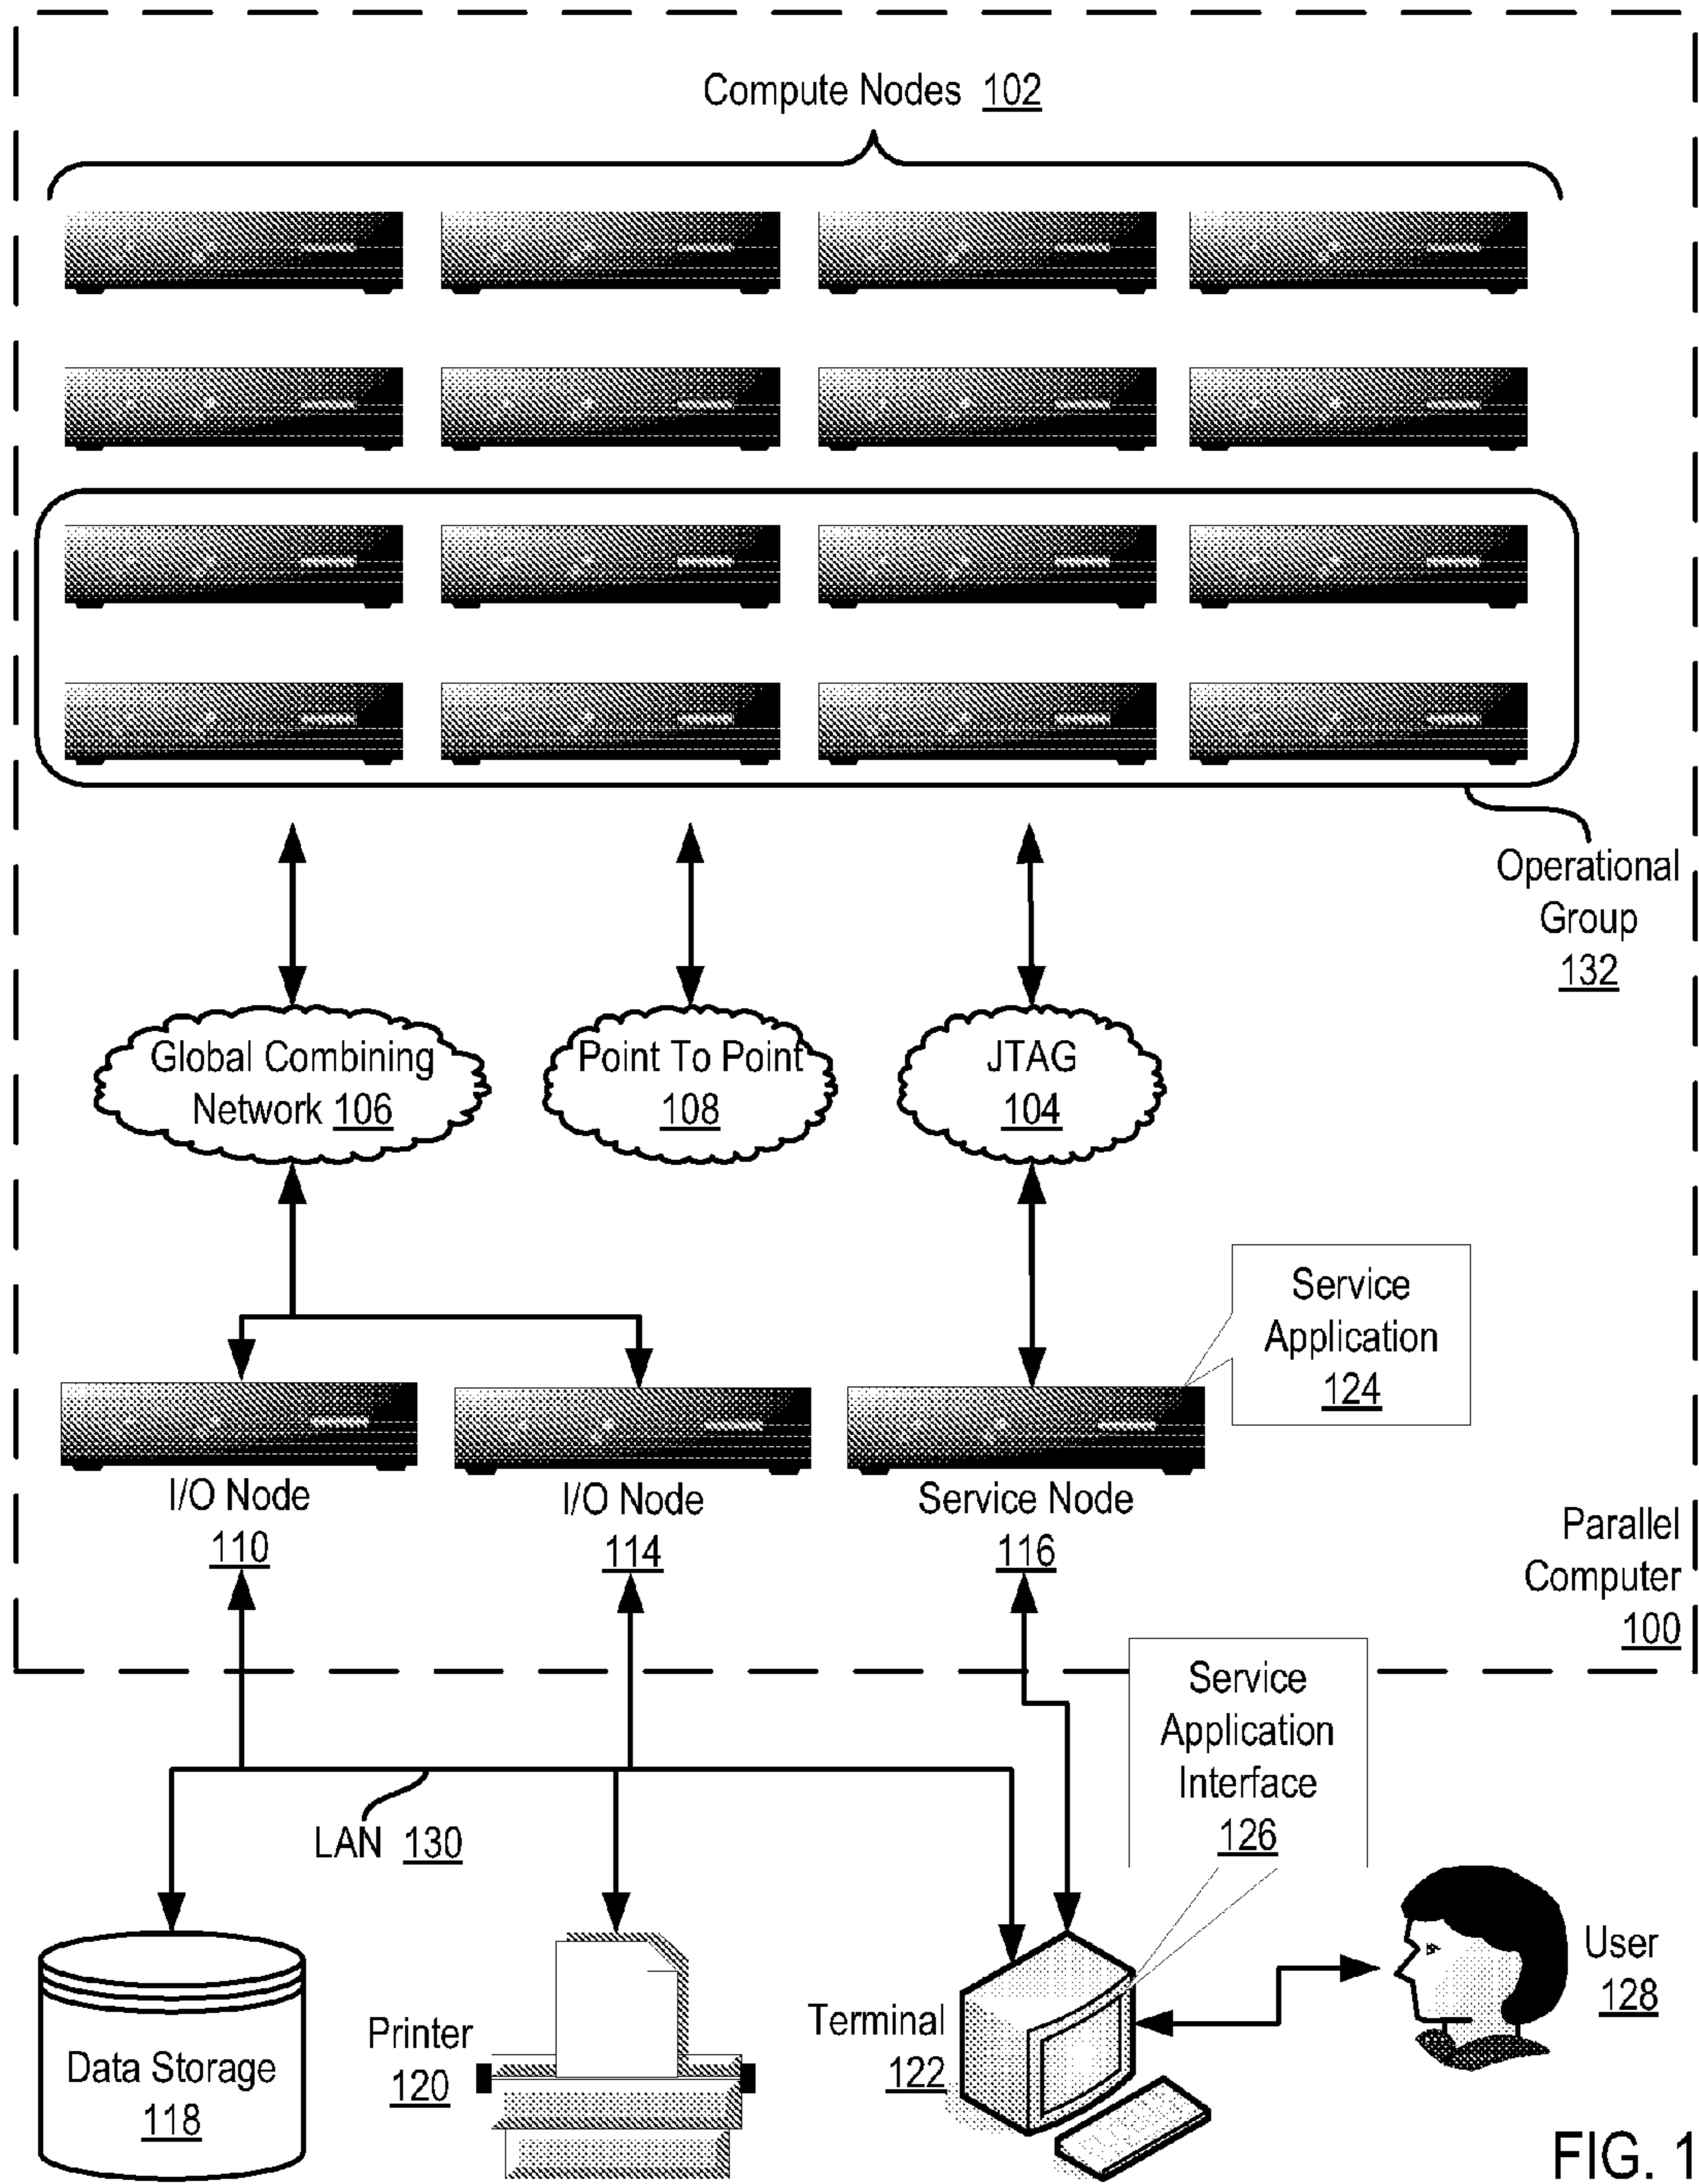 Compute Nodes 102
Operational
Group
132
Global Combining
Network 106
Point To Point
108
JTAG
104
Service
Application
124
I/O Node
110
I/O Node
114
Service Node
116
Parallel
Computer
100
Service
Application
Interface
126
LAN 130
Data Storage
118
Printer
120
Terminal
122
User
128
FIG. 1